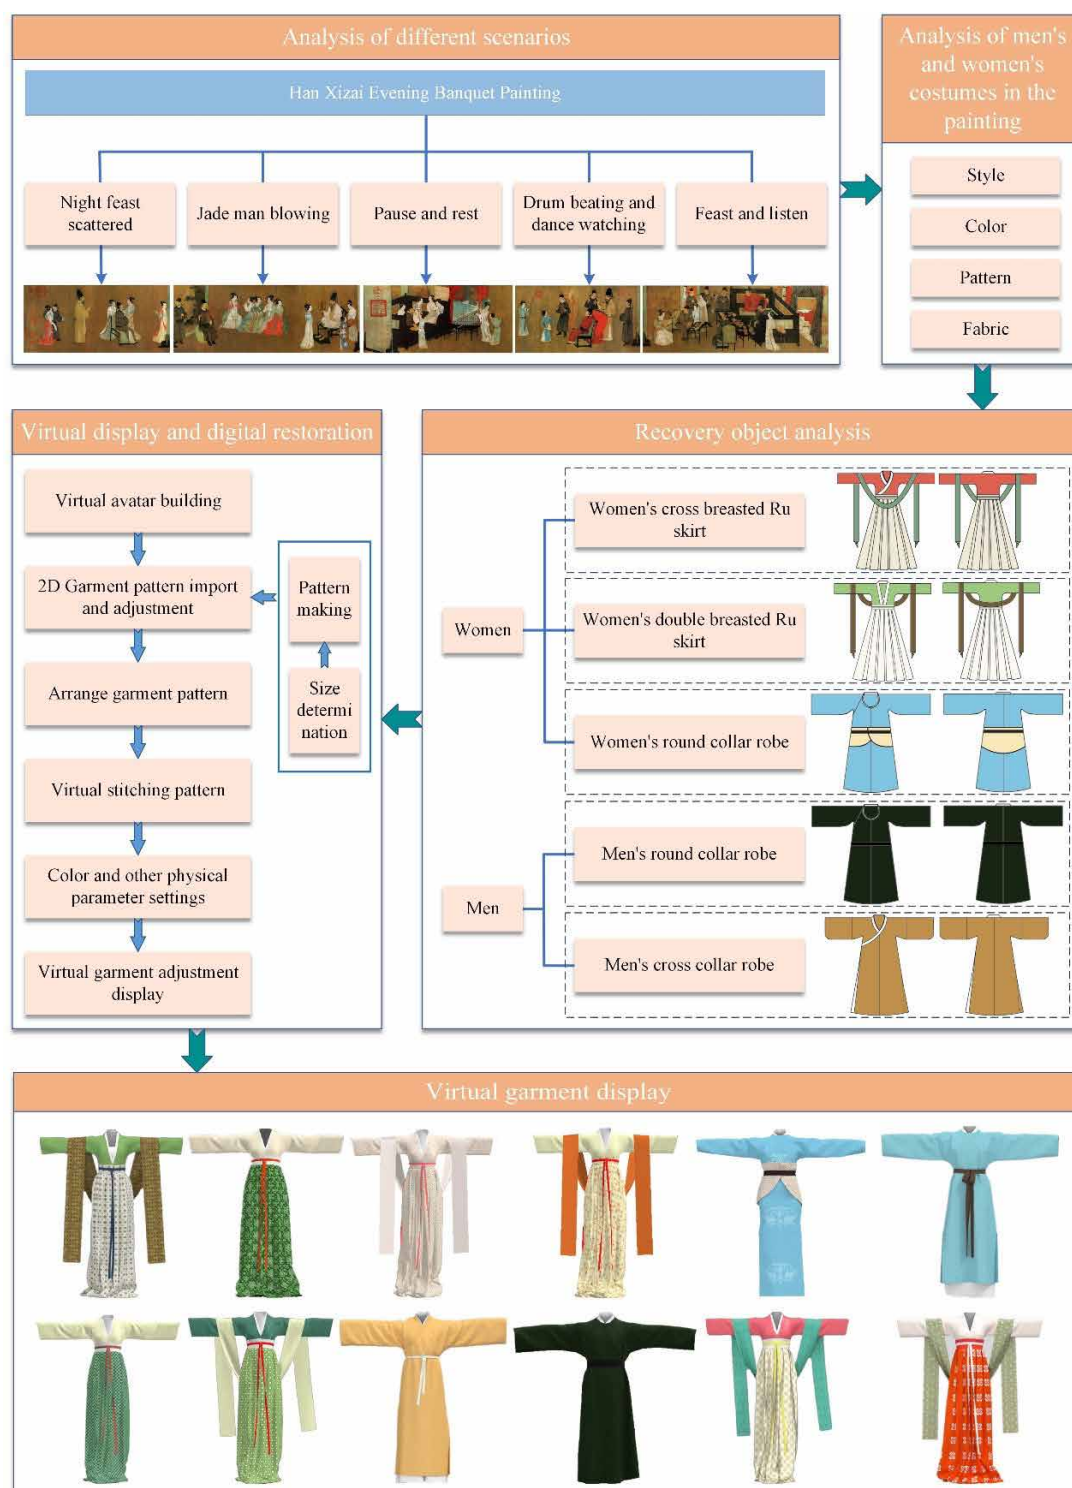 Analysis of different scenarios
Han Xizai Evening Banquet Painting
Night feast
scattered
Jade man blowing
Pause and rest
Drum beating and
dance watching
Feast and listen
Analysis of men's
and women's
costumes in the
painting
Style
Color
Pattern
Fabric
Recovery object analysis
Women
Women's cross breasted Ru
skirt
Women's double breasted Ru
skirt
Women's round collar robe
Men
Men's round collar robe
Men's cross collar robe
Virtual display and digital restoration
Virtual avatar building
2D Garment pattern import
and adjustment
Arrange garment pattern
Virtual stitching pattern
Color and other physical
parameter settings
Virtual garment adjustment
display
Pattern
making
Size
determi
nation
Virtual garment display